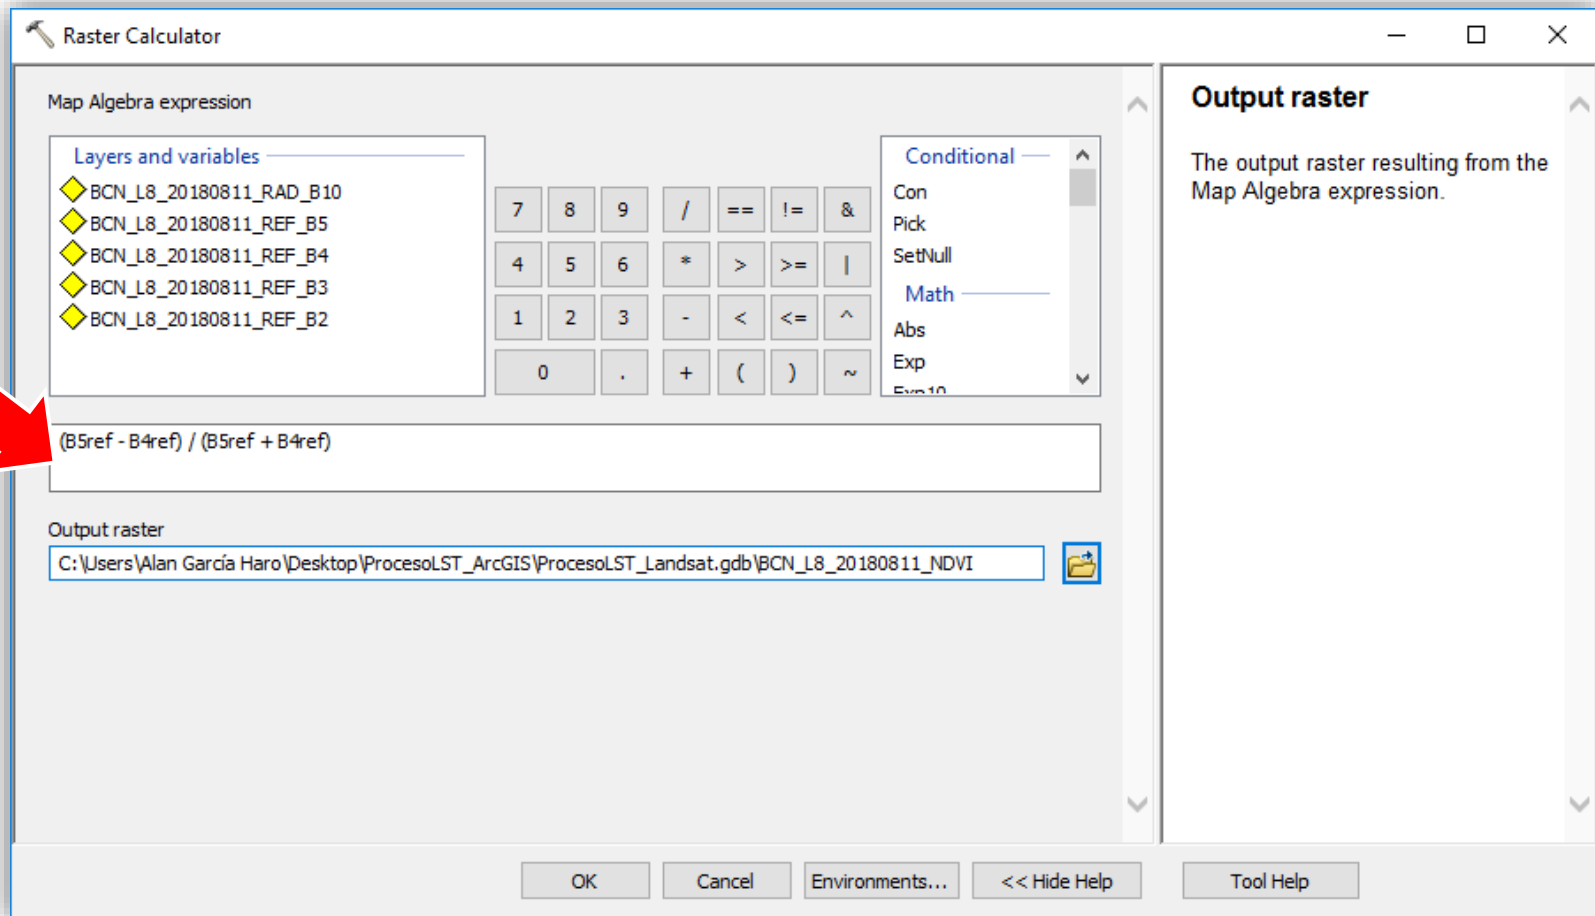 Raster Calculator
Map Algebra expression
Layers and variables
BCN_L8_20180811_RAD_B10
BCN_L8_20180811_REF_B5
BCN_L8_20180811_REF_B4
BCN_L8_20180811_REF_B3
BCN_L8_20180811_REF_B2
7 8 9 / == != &
4 5 6 * > >= |
1 2 3 - < <= ^
0 . + ( ) ~
Conditional
Con
Pick
SetNull
Math
Abs
Exp
Exp10
(B5ref - B4ref) / (B5ref + B4ref)
Output raster
C:\Users\Alan García Haro\Desktop\ProcesoLST_ArcGIS\ProcesoLST_Landsat.gdb\BCN_L8_20180811_NDVI
Output raster
The output raster resulting from the
Map Algebra expression.
OK Cancel Environments... << Hide Help Tool Help